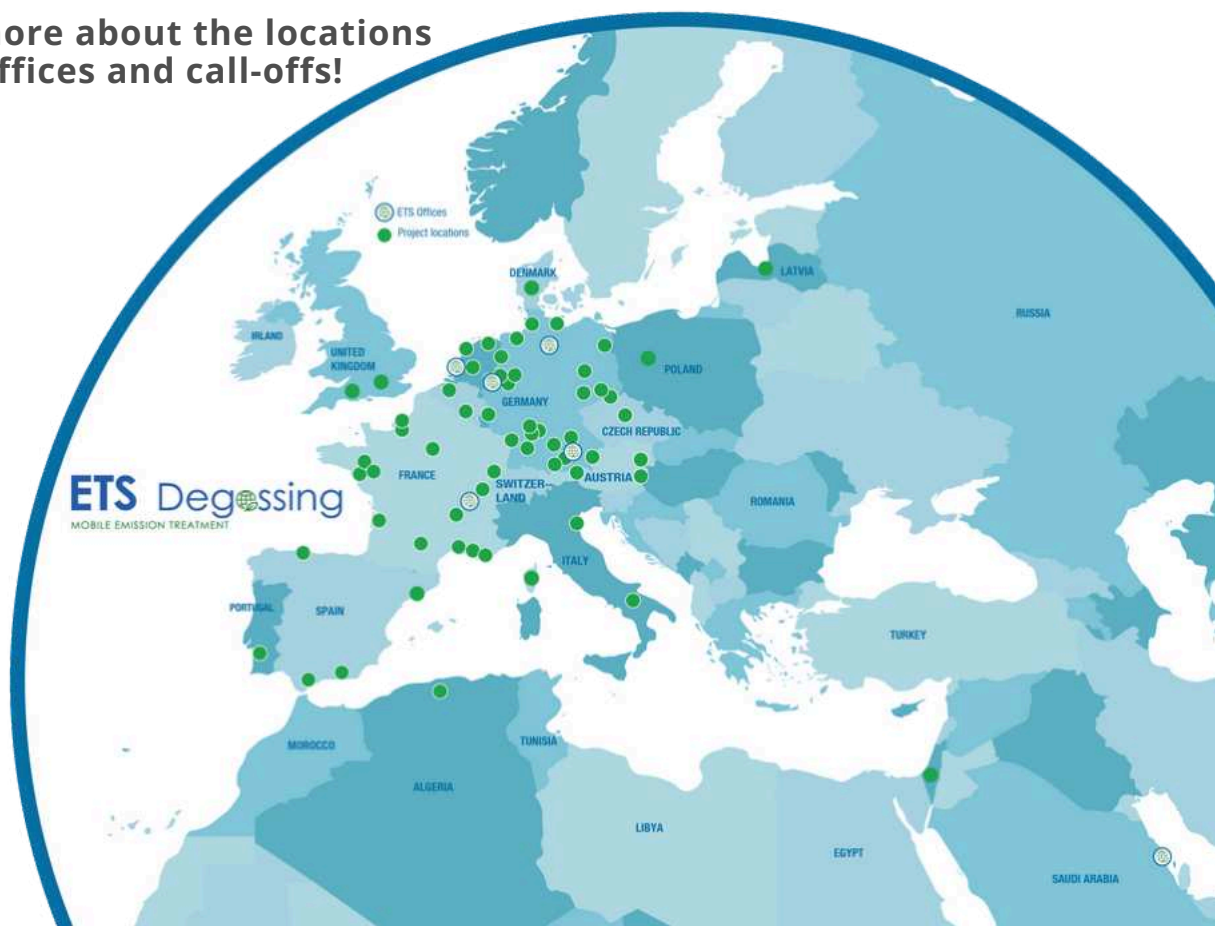 more about the locations
ffices and call-offs!
ETS Offices
Project locations
DENMARK
LATVIA
RUSSIA
IRLAND
UNITED
KINGDOM
POLAND
GERMANY
CZECH REPUBLIC
FRANCE
SWITZER–
LAND
AUSTRIA
ETS Degassing
MOBILE EMISSION TREATMENT
ROMANIA
ITALY
PORTUGAL
SPAIN
TURKEY
MOROCCO
TUNISIA
ALGERIA
LIBYA
EGYPT
SAUDI ARABIA